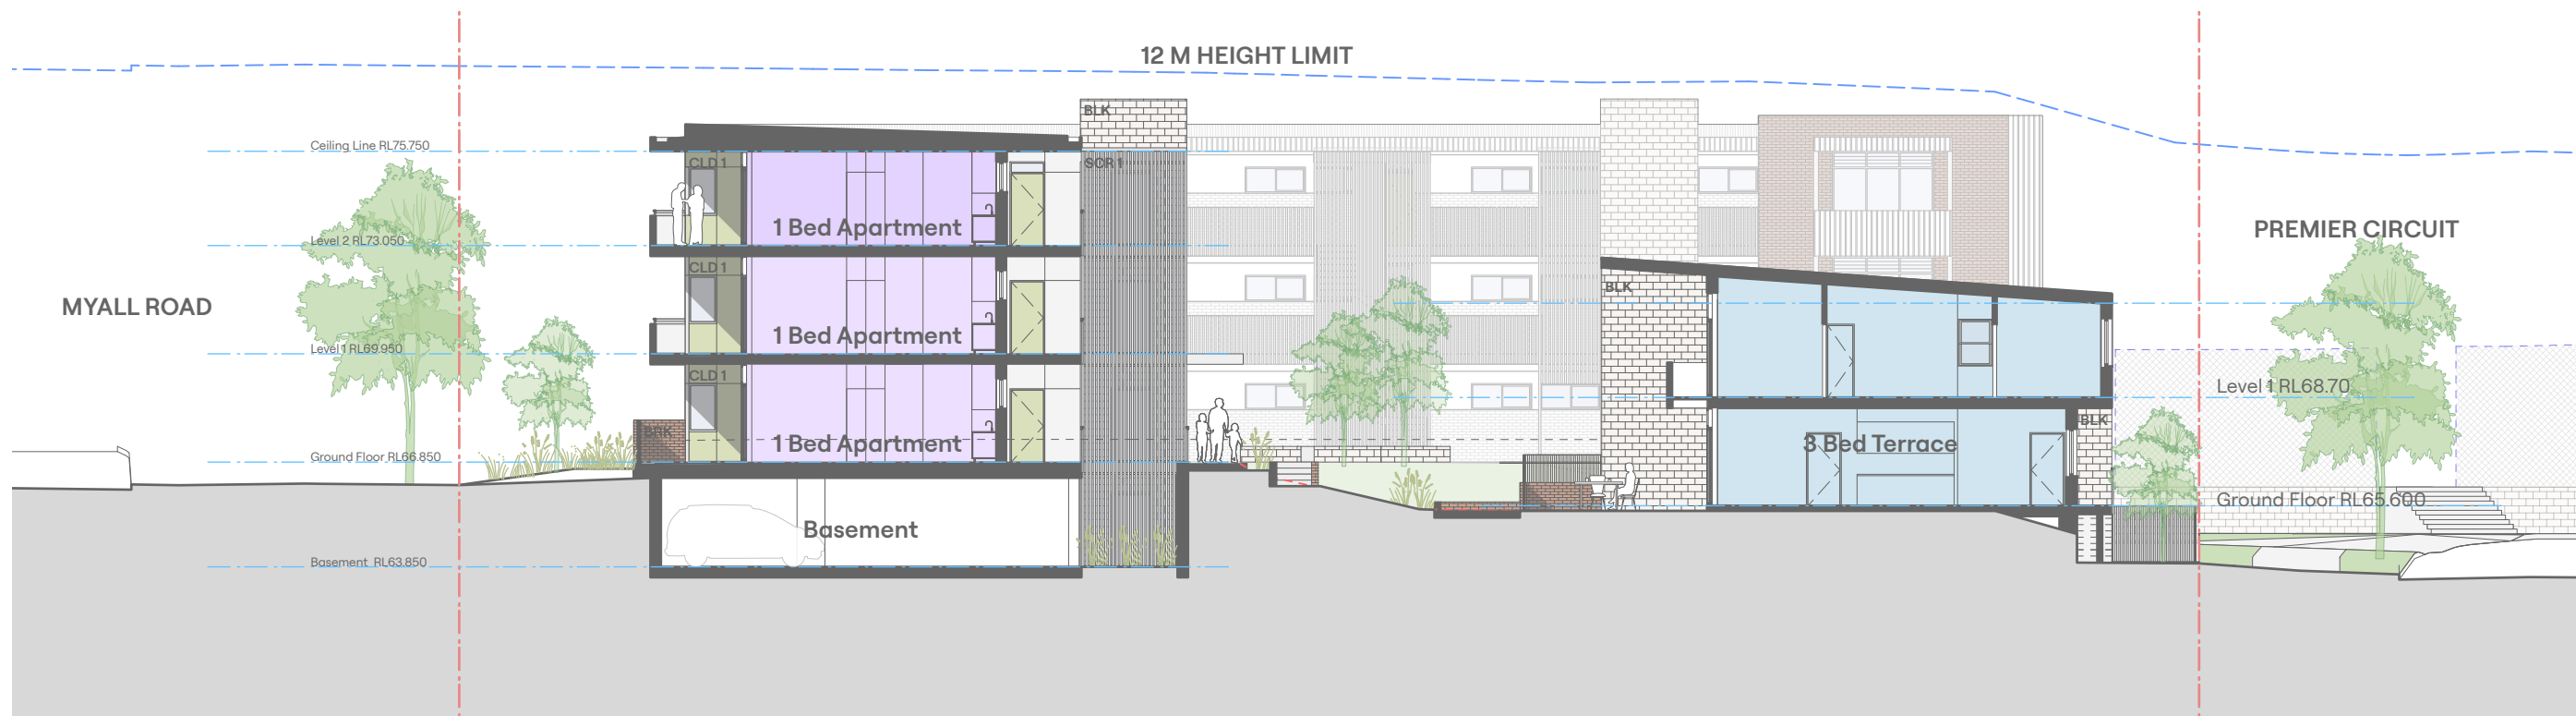 12 M HEIGHT LIMIT
BLK
Ceiling Line RL75.750
CLD 1
SCR 1
1 Bed Apartment
Level 2 RL73.050
PREMIER CIRCUIT
CLD 1
BLK
MYALL ROAD
1 Bed Apartment
Level 1 RL69.950
CLD 1
Level 1 RL68.70
BLK
BRK
1 Bed Apartment
3 Bed Terrace
Ground Floor RL66.850
Ground Floor RL65.600
Basement
Basement RL63.850